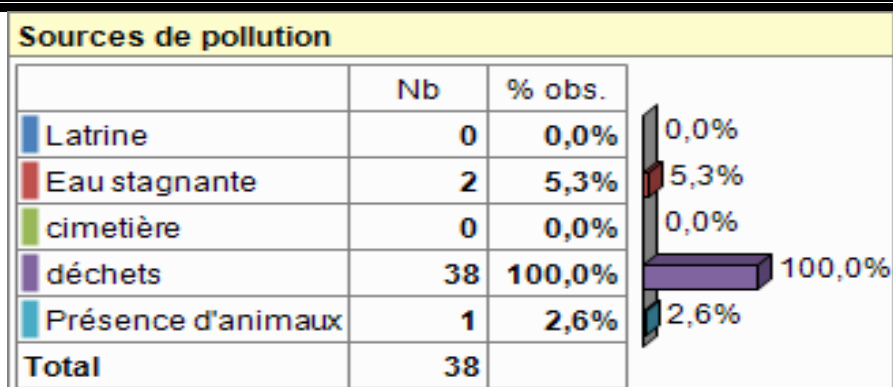 Sources de pollution
Nb % obs.
Latrine 0 0,0% 0,0%
Eau stagnante 2 5,3% 5,3%
cimetière 0 0,0% 0,0%
déchets 38 100,0% 100,0%
Présence d'animaux 1 2,6% 2,6%
Total 38